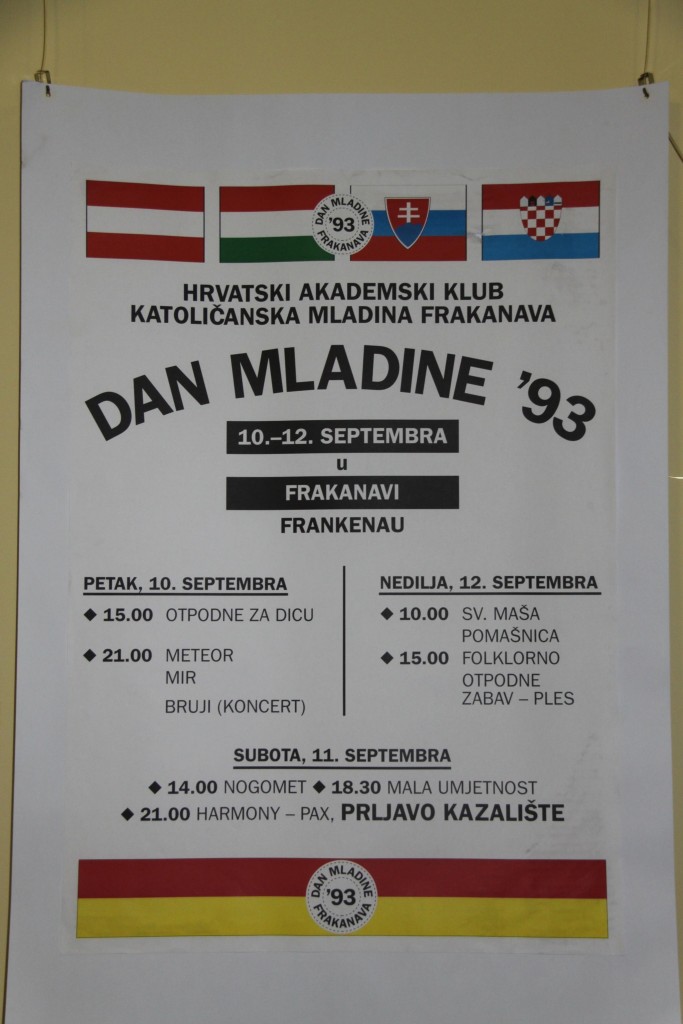 DAN MLADINE
'93
FRAKANAVA
HRVATSKI AKADEMSKI KLUB
KATOLIČANSKA MLADINA FRAKANAVA
DAN MLADINE '93
10.–12. SEPTEMBRA
u
FRAKANAVI
FRANKENAU
PETAK, 10. SEPTEMBRA
◆ 15.00 OTPODNE ZA DICU
◆ 21.00 METEOR
MIR
BRUJI (KONCERT)
NEDILJA, 12. SEPTEMBRA
◆ 10.00 SV. MAŠA
POMAŠNICA
◆ 15.00 FOLKLORNO
OTPODNE
ZABAV – PLES
SUBOTA, 11. SEPTEMBRA
◆ 14.00 NOGOMET ◆ 18.30 MALA UMJETNOST
◆ 21.00 HARMONY – PAX, PRLJAVO KAZALIŠTE
DAN MLADINE
'93
FRAKANAVA